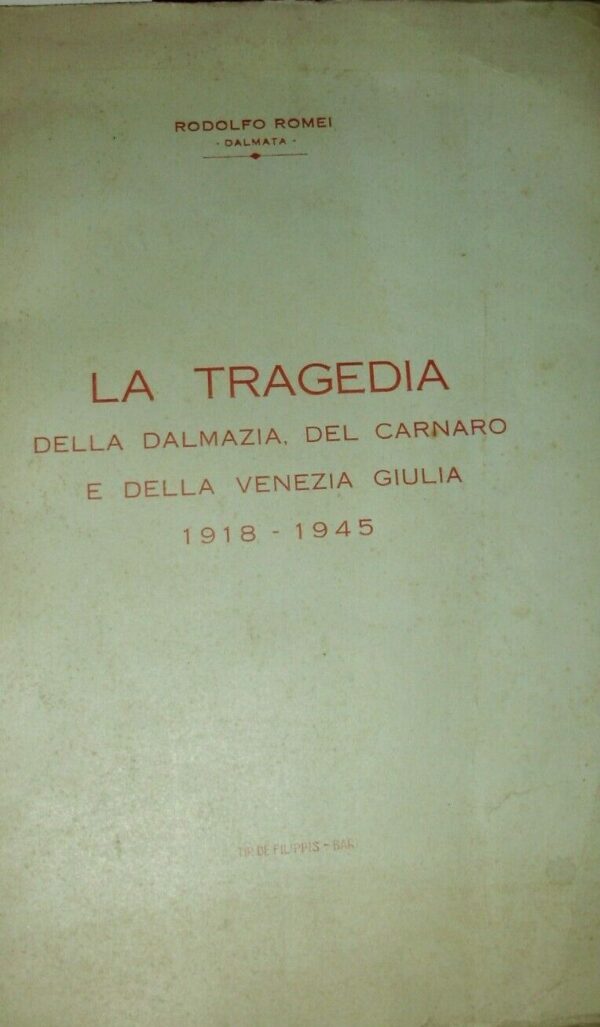 RODOLFO ROMEI
- DALMATA -
LA TRAGEDIA
DELLA DALMAZIA, DEL CARNARO
E DELLA VENEZIA GIULIA
1918 - 1945
TIP. DE FILIPPIS - BARI